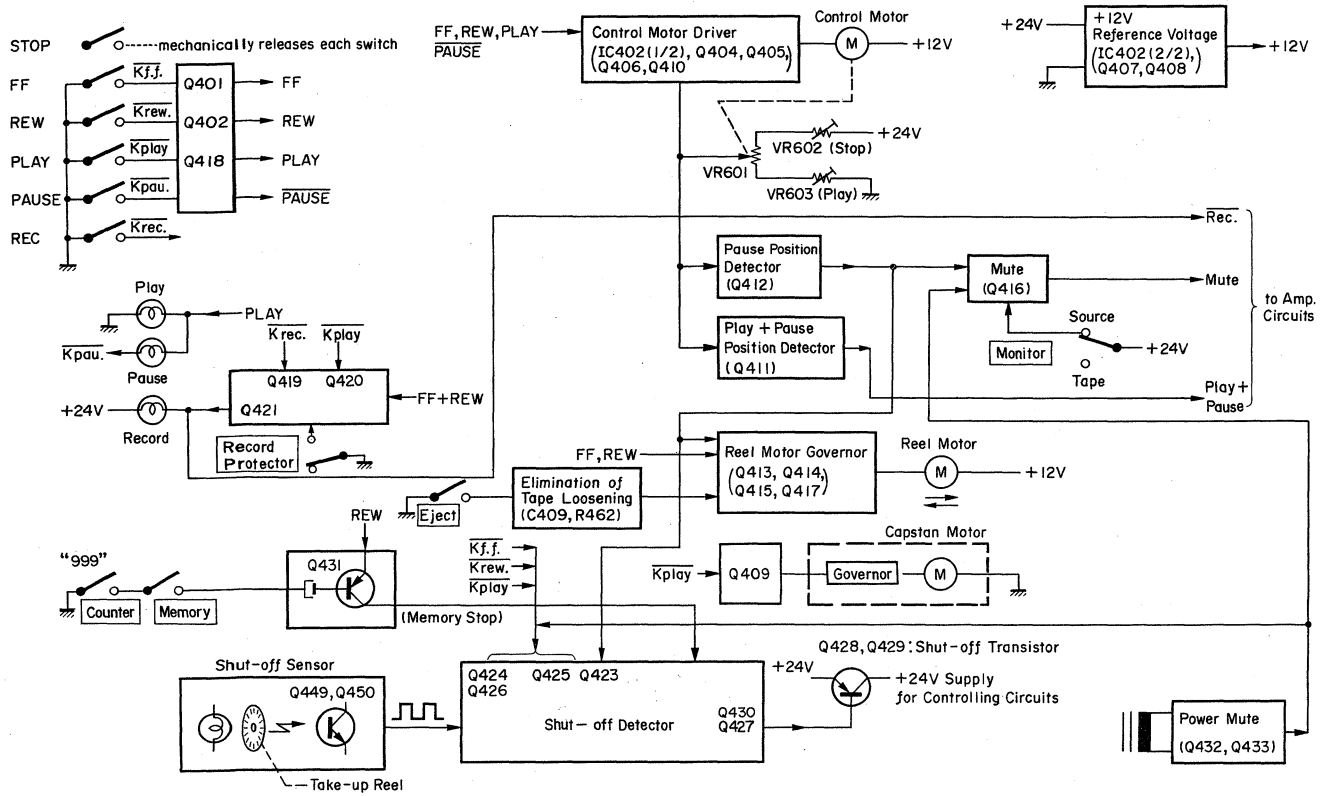 STOP
mechanically releases each switch
FF
Kf.f.
Q401
FF
REW
Krew.
Q402
REW
PLAY
Kplay
Q418
PLAY
PAUSE
Kpau.
PAUSE
REC
Krec.
FF, REW, PLAY
PAUSE
Control Motor Driver
(IC402(1/2), Q404, Q405,
Q406, Q410)
Control Motor
M
+12V
+24V
+12V
Reference Voltage
(IC402(2/2),
Q407, Q408)
+12V
VR602 (Stop)
+24V
VR601
VR603 (Play)
Rec.
Pause Position
Detector
(Q412)
Mute
(Q416)
Mute
to Amp.
Circuits
Source
Monitor
+24V
Tape
Play + Pause
Position Detector
(Q411)
Play +
Pause
Play
PLAY
Kpau.
Pause
Krec.
Kplay
Q419
Q420
Q421
FF+REW
+24V
Record
Record
Protector
FF, REW
Reel Motor Governor
(Q413, Q414,
Q415, Q417)
Reel Motor
M
+12V
Eject
Elimination of
Tape Loosening
(C409, R462)
REW
"999"
Q431
Counter
Memory
(Memory Stop)
Kf.f.
Krew.
Kplay
Kplay
Q409
Capstan Motor
Governor
M
Shut-off Sensor
Q449, Q450
Take-up Reel
Q424
Q426
Q425
Q423
Shut-off Detector
Q430
Q427
Q428, Q429 : Shut-off Transistor
+24V
+24V Supply
for Controlling Circuits
Power Mute
(Q432, Q433)